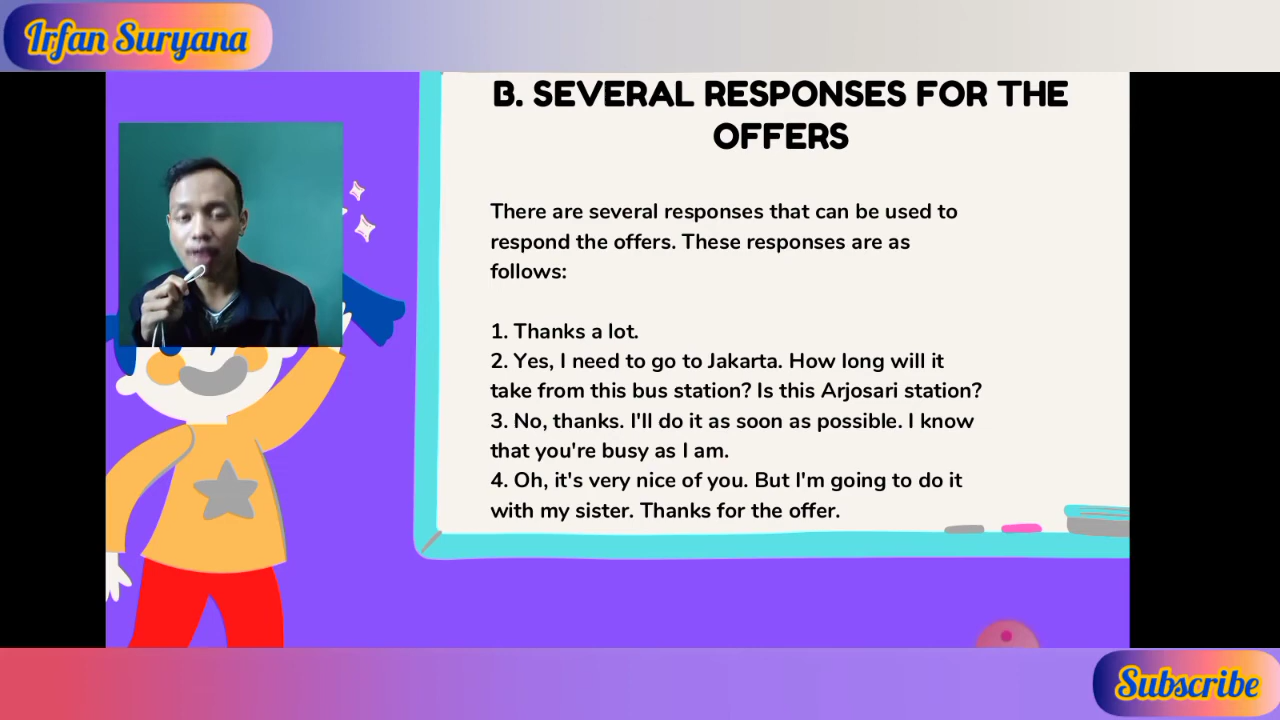 Irfan Suryana
B. SEVERAL RESPONSES FOR THE
OFFERS
There are several responses that can be used to
respond the offers. These responses are as
follows:
1. Thanks a lot.
2. Yes, I need to go to Jakarta. How long will it
take from this bus station? Is this Arjosari station?
3. No, thanks. I'll do it as soon as possible. I know
that you're busy as I am.
4. Oh, it's very nice of you. But I'm going to do it
with my sister. Thanks for the offer.
Subscribe